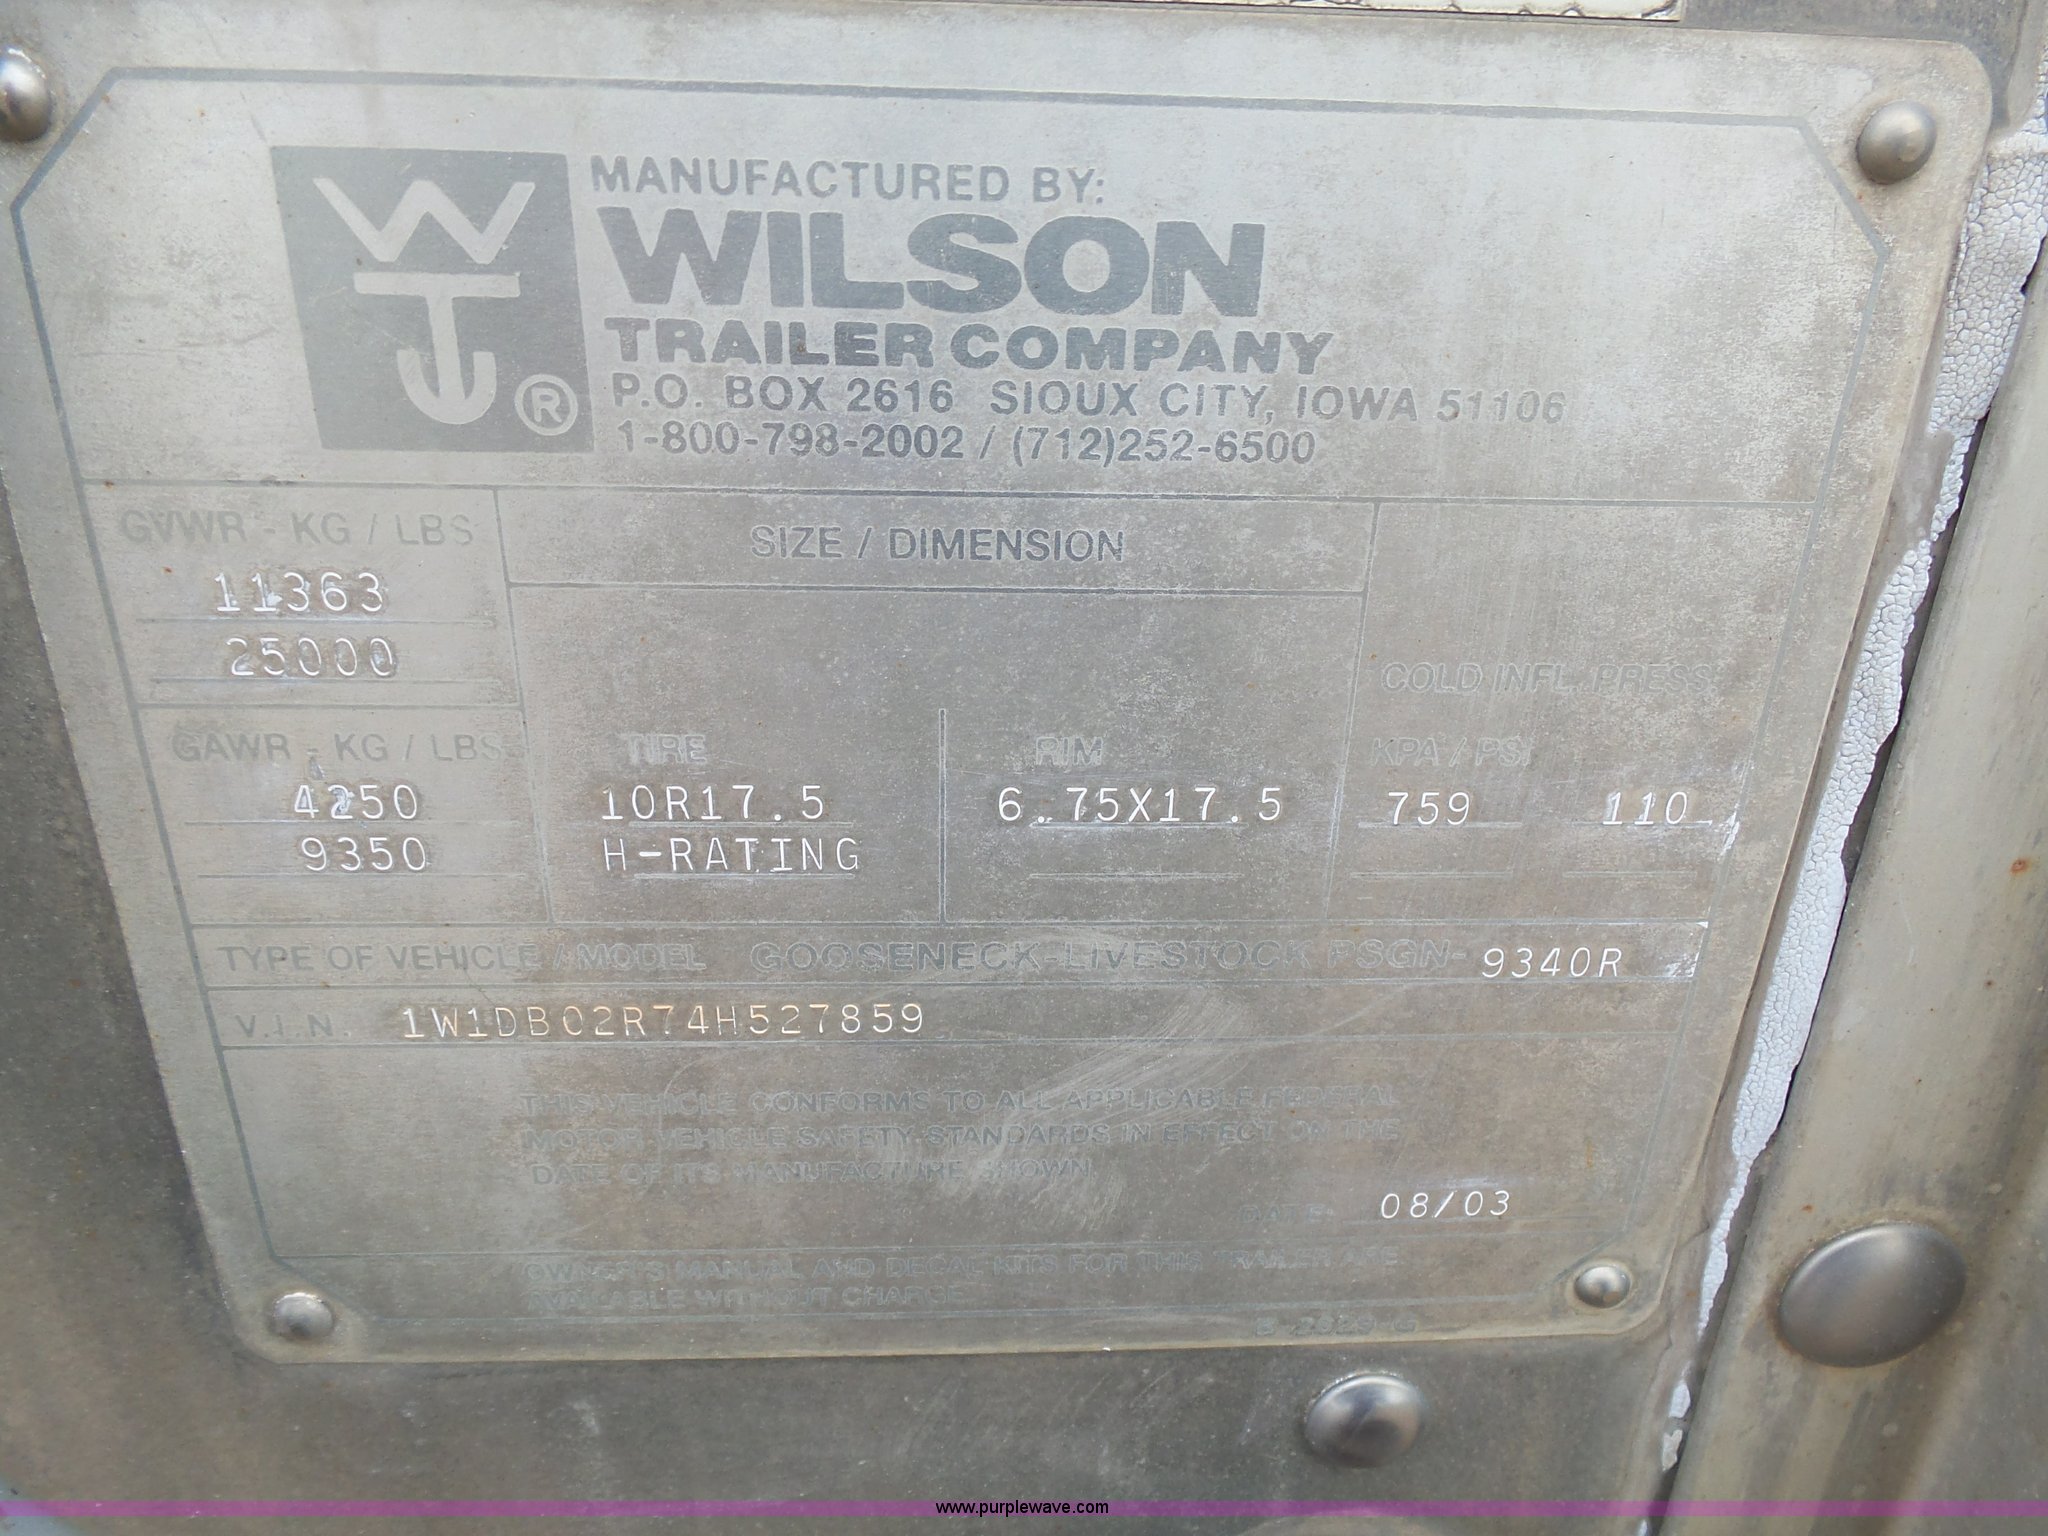 MANUFACTURED BY:
WILSON
TRAILER COMPANY
P.O. BOX 2616 SIOUX CITY, IOWA 51106
1-800-798-2002 / (712)252-6500
WT ®
GVWR - KG / LBS
11363
25000
SIZE / DIMENSION
COLD INFL. PRESS.
GAWR - KG / LBS TIRE RIM KPA / PSI
4250 10R17.5 6.75X17.5 759 110
9350 H-RATING
TYPE OF VEHICLE / MODEL GOOSENECK-LIVESTOCK PSGN- 9340R
V.I.N. 1W1DB02R74H527859
THIS VEHICLE CONFORMS TO ALL APPLICABLE FEDERAL
MOTOR VEHICLE SAFETY STANDARDS IN EFFECT ON THE
DATE OF ITS MANUFACTURE SHOWN.
DATE: 08/03
OWNER'S MANUAL AND DECAL KITS FOR THIS TRAILER ARE
AVAILABLE WITHOUT CHARGE.
www.purplewave.com